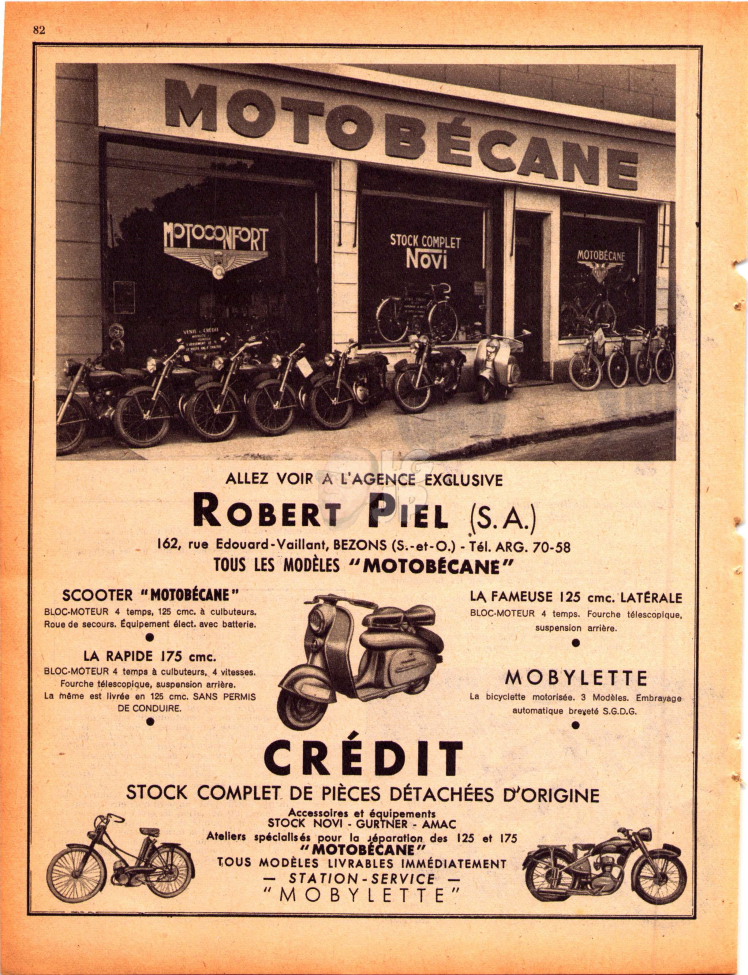 82
MOTOBÉCANE
MOTOCONFORT
STOCK COMPLET
Novi
MOTOBÉCANE
VENTE A CRÉDIT
ALLEZ VOIR A L'AGENCE EXCLUSIVE
ROBERT PIEL (S.A.)
162, rue Edouard-Vaillant, BEZONS (S.-et-O.) - Tél. ARG. 70-58
TOUS LES MODÈLES "MOTOBÉCANE"
SCOOTER "MOTOBÉCANE"
BLOC-MOTEUR 4 temps, 125 cmc. à culbuteurs.
Roue de secours. Équipement élect. avec batterie.
LA RAPIDE 175 cmc.
BLOC-MOTEUR 4 temps à culbuteurs, 4 vitesses.
Fourche télescopique, suspension arrière.
La même est livrée en 125 cmc. SANS PERMIS
DE CONDUIRE.
LA FAMEUSE 125 cmc. LATÉRALE
BLOC-MOTEUR 4 temps. Fourche télescopique,
suspension arrière.
MOBYLETTE
La bicyclette motorisée. 3 Modèles. Embrayage
automatique breveté S.G.D.G.
CRÉDIT
STOCK COMPLET DE PIÈCES DÉTACHÉES D'ORIGINE
Accessoires et équipements
STOCK NOVI - GURTNER - AMAC
Ateliers spécialisés pour la réparation des 125 et 175
"MOTOBÉCANE"
TOUS MODÈLES LIVRABLES IMMÉDIATEMENT
— STATION-SERVICE —
"MOBYLETTE"